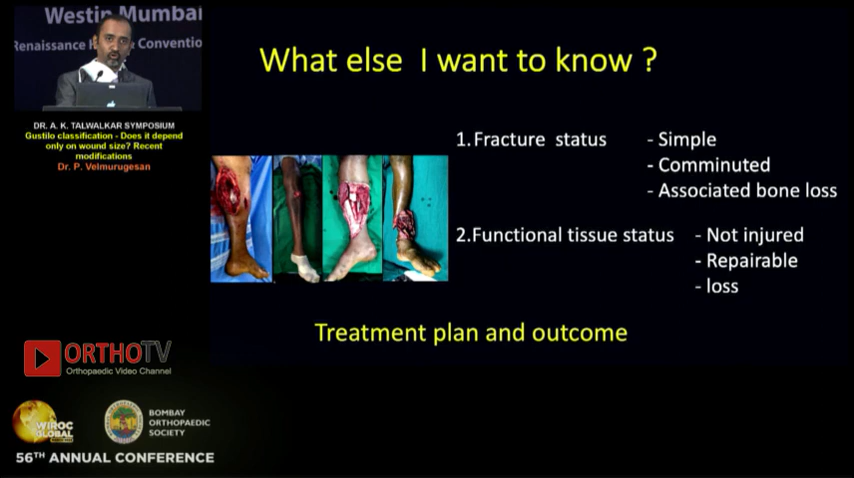 Westin Mumbai
Renaissance Conventio
DR. A. K. TALWALKAR SYMPOSIUM
Gustilo classification - Does it depend
only on wound size? Recent
modifications
Dr. P. Velmurugesan
What else I want to know ?
1.Fracture status - Simple
- Comminuted
- Associated bone loss
2.Functional tissue status - Not injured
- Repairable
- loss
Treatment plan and outcome
ORTHOTV
Orthopaedic Video Channel
WIROC
GLOBAL
BOMBAY
ORTHOPAEDIC
SOCIETY
56TH ANNUAL CONFERENCE